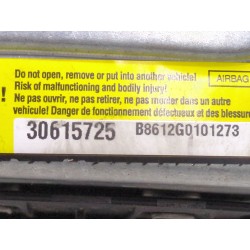 Do not open, remove or put into another vehicle!
Risk of malfunctioning and bodily injury!
AIRBAG
!
Ne pas ouvrir, ne pas retirer, ne pas monter dans un autre
vehicule! Danger de fonctionnement défectueux et des blessure
30615725 B8612G0101273